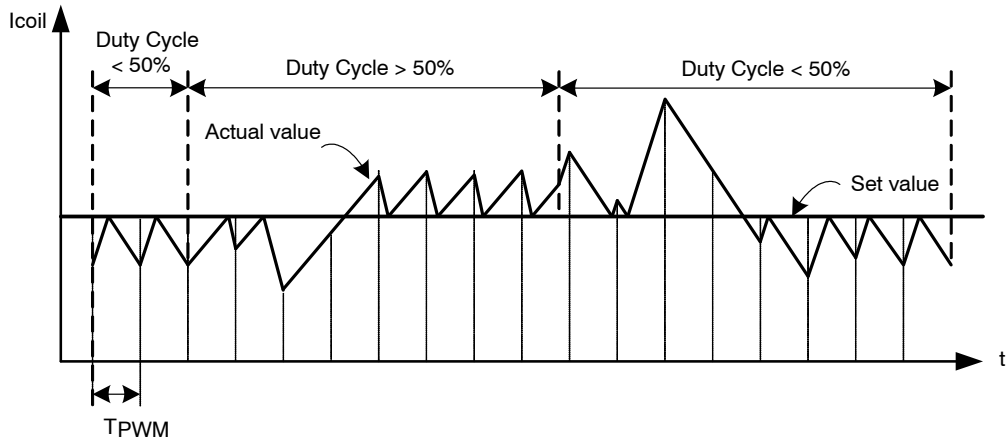 Icoil
Duty Cycle
< 50%
Duty Cycle > 50%
Duty Cycle < 50%
Actual value
Set value
t
TPWM